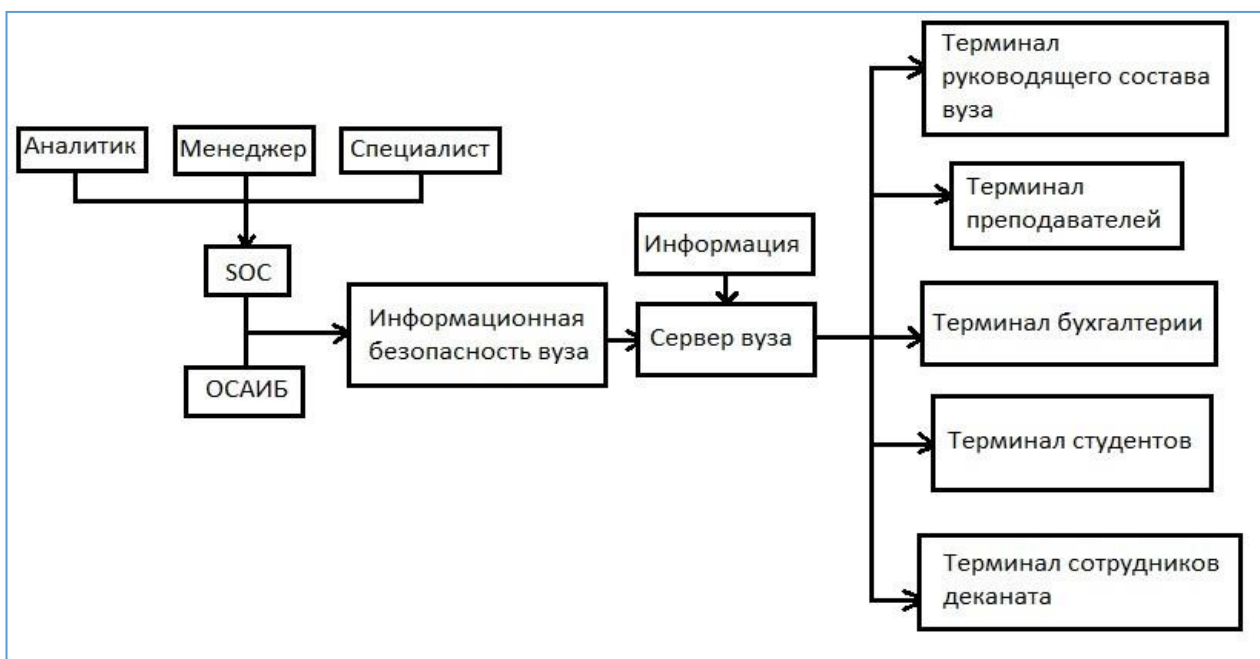 Аналитик
Менеджер
Специалист
SOC
ОСАИБ
Информационная
безопасность вуза
Информация
Сервер вуза
Терминал
руководящего состава
вуза
Терминал
преподавателей
Терминал бухгалтерии
Терминал студентов
Терминал сотрудников
деканата